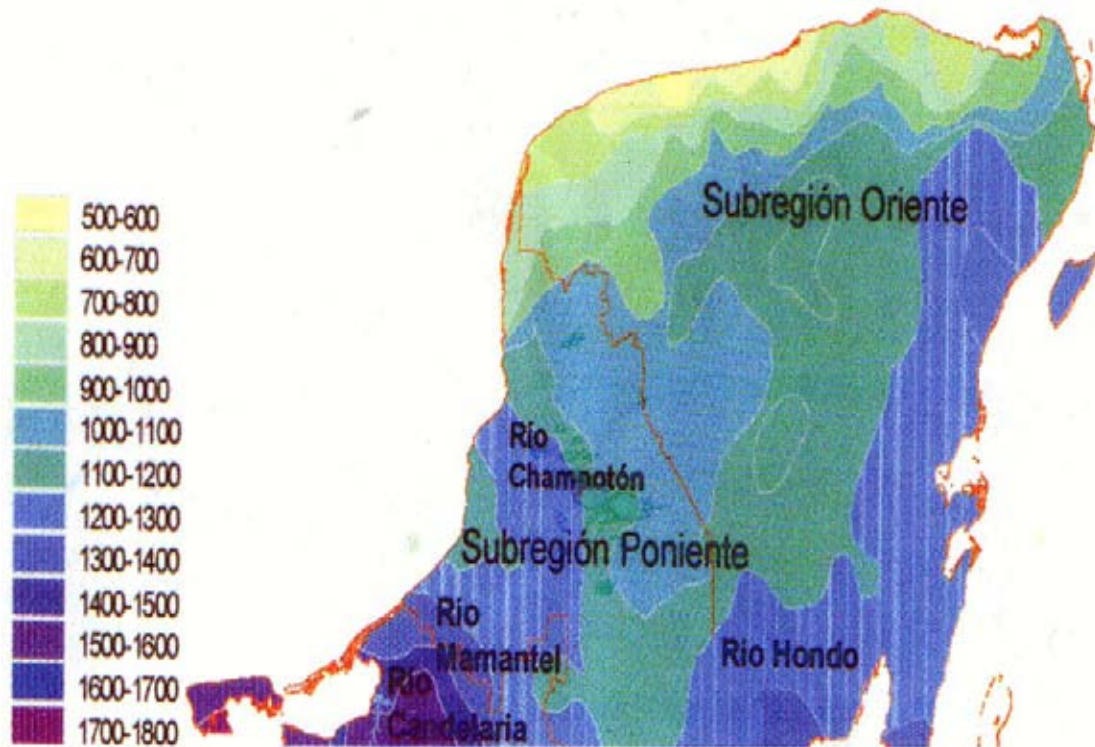 500-600
600-700
700-800
800-900
900-1000
1000-1100
1100-1200
1200-1300
1300-1400
1400-1500
1500-1600
1600-1700
1700-1800
Subregión Oriente
Río
Champotón
Subregión Poniente
Río
Mamantel
Rio Hondo
Río
Candelaria